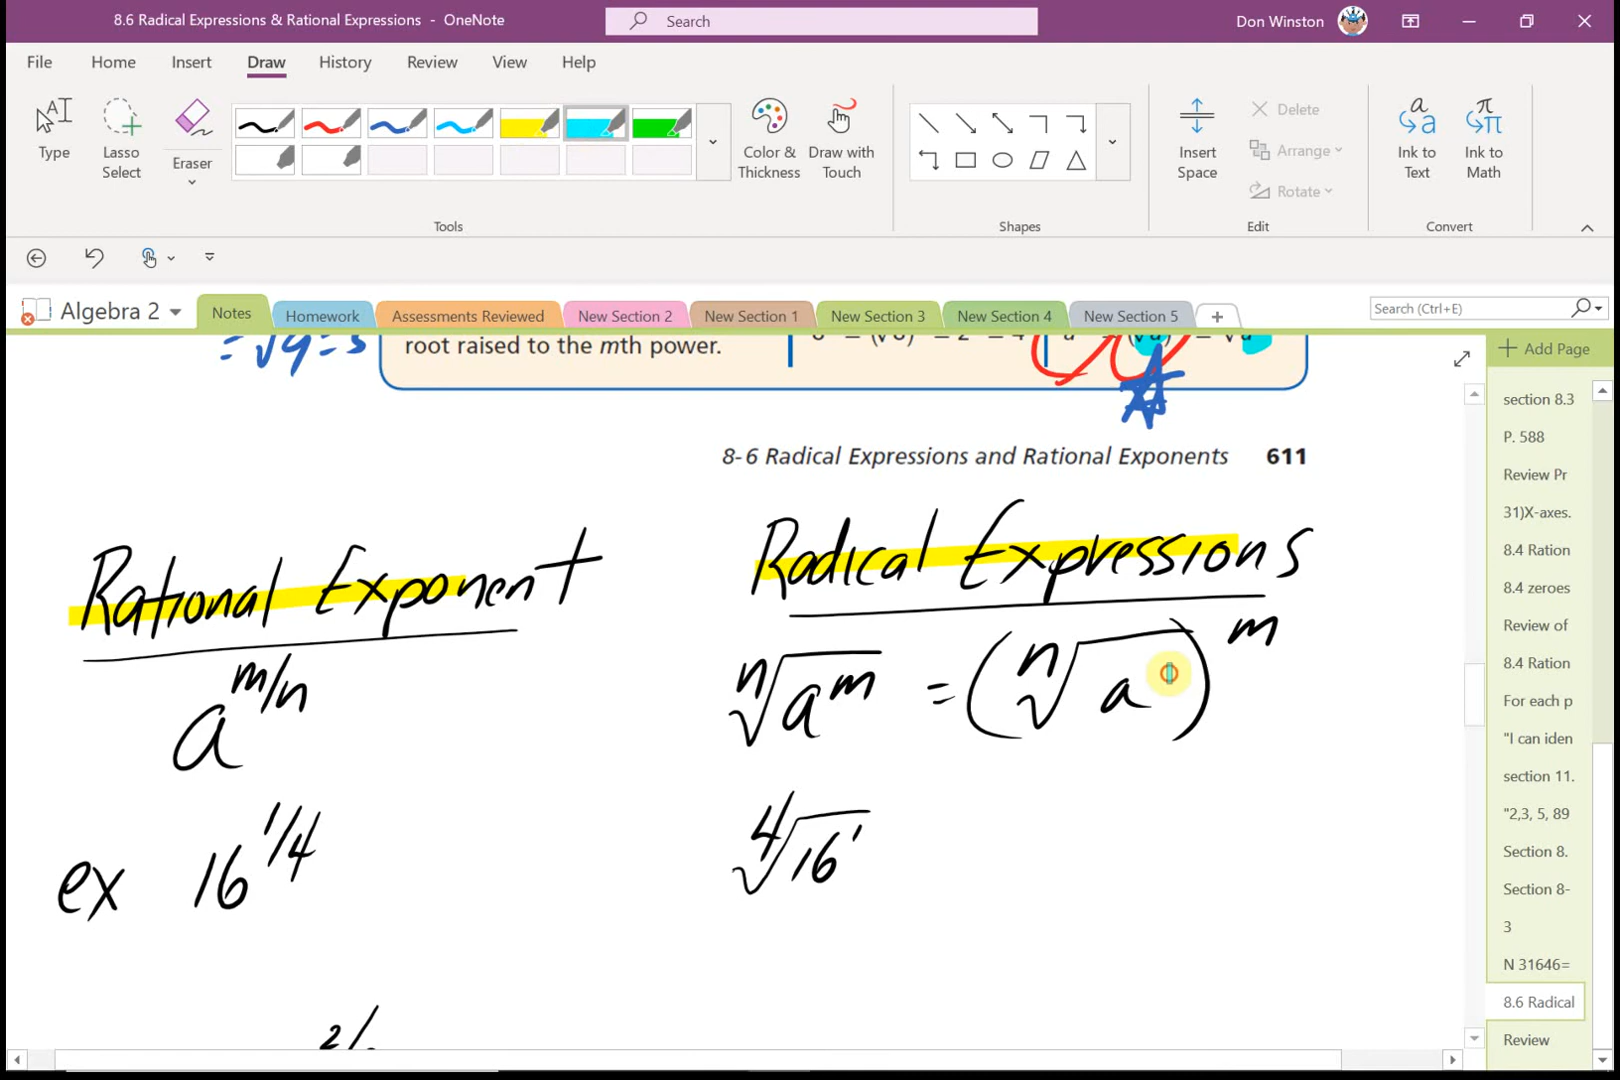 8.6 Radical Expressions & Rational Expressions - OneNote
Search
Don Winston
File Home Insert Draw History Review View Help
Type
Lasso Select
Eraser
Color & Thickness
Draw with Touch
Insert Space
Delete
Arrange
Rotate
Ink to Text
Ink to Math
Tools
Shapes
Edit
Convert
Algebra 2
Notes Homework Assessments Reviewed New Section 2 New Section 1 New Section 3 New Section 4 New Section 5 +
Search (Ctrl+E)
root raised to the mth power.
8-6 Radical Expressions and Rational Exponents 611
Rational Exponent
a^(m/n)
ex 16^(1/4)
Radical Expressions
ⁿ√(a^m) = (ⁿ√a)^m
⁴√(16^1)
Add Page
section 8.3
P. 588
Review Pr
31)X-axes.
8.4 Ration
8.4 zeroes
Review of
8.4 Ration
For each p
"I can iden
section 11.
"2,3, 5, 89
Section 8.
Section 8-
3
N 31646=
8.6 Radical
Review